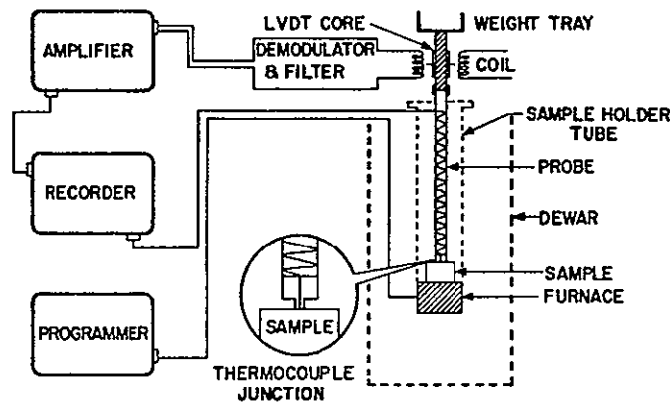 LVDT CORE
WEIGHT TRAY
AMPLIFIER
DEMODULATOR
& FILTER
COIL
SAMPLE HOLDER
TUBE
PROBE
RECORDER
DEWAR
SAMPLE
FURNACE
PROGRAMMER
SAMPLE
THERMOCOUPLE
JUNCTION